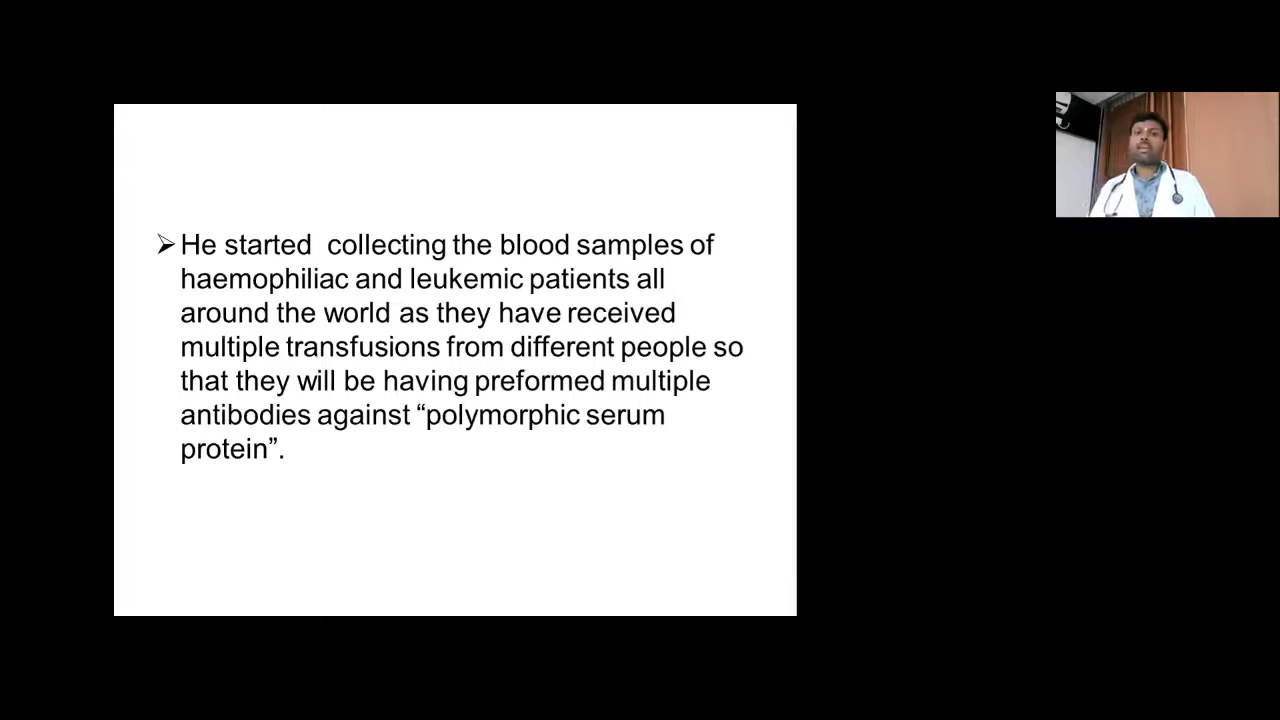 ➢He started  collecting the blood samples of
haemophiliac and leukemic patients all
around the world as they have received
multiple transfusions from different people so
that they will be having preformed multiple
antibodies against “polymorphic serum
protein”.